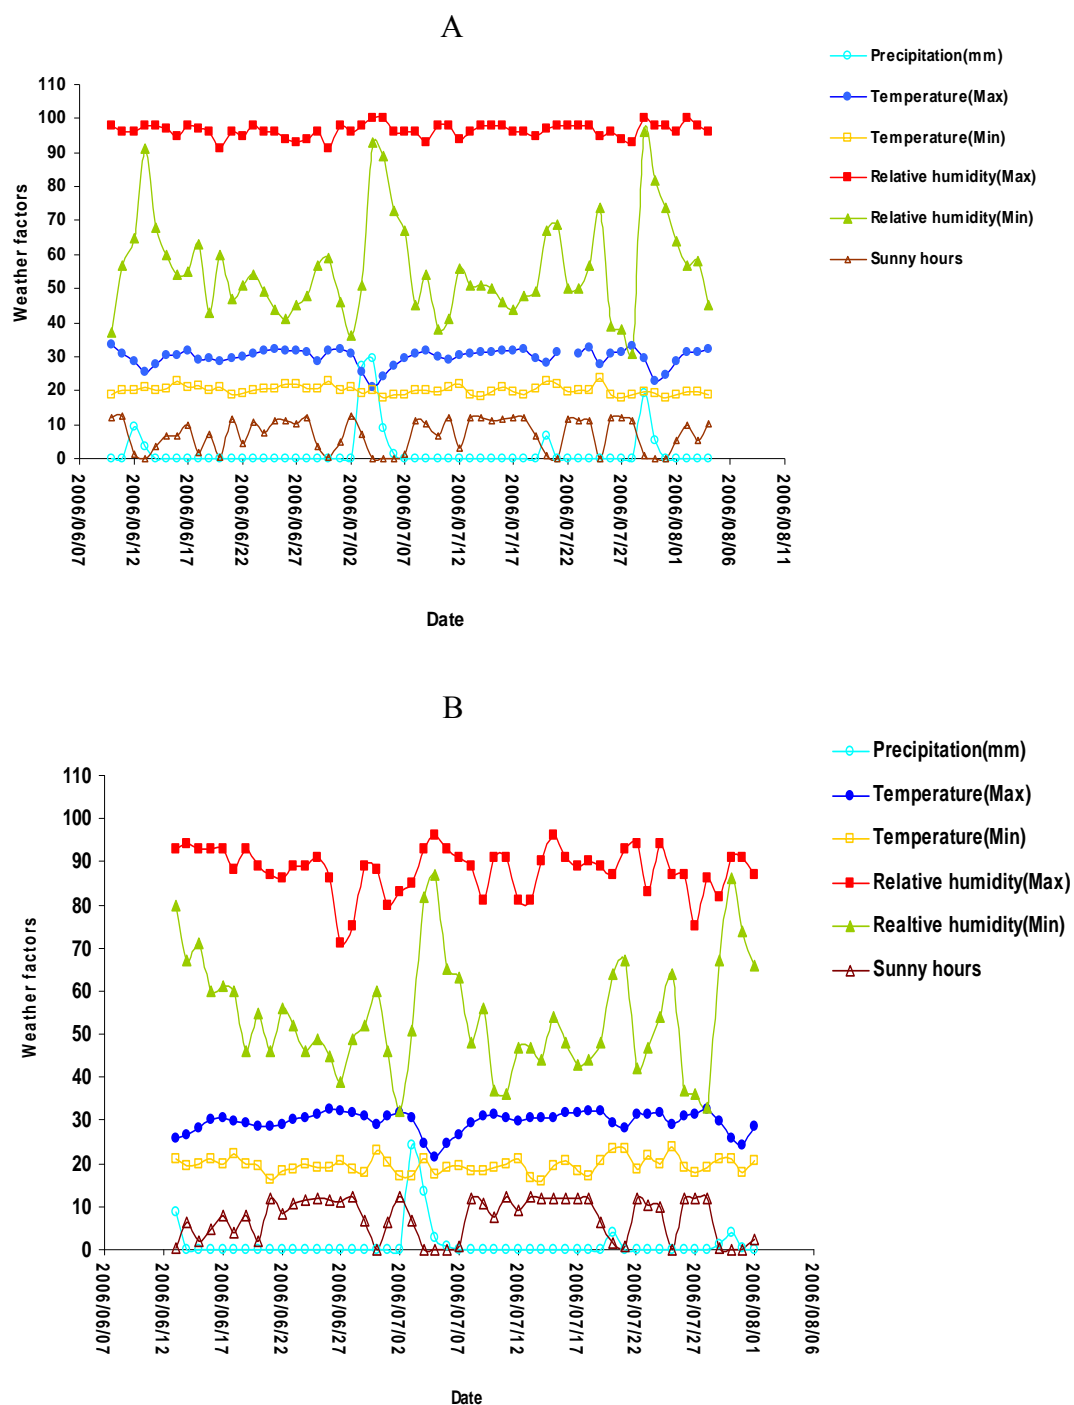 A
Precipitation(mm)
Temperature(Max)
Temperature(Min)
Relative humidity(Max)
Relative humidity(Min)
Sunny hours
Weather factors
110
100
90
80
70
60
50
40
30
20
10
0
2006/06/07
2006/06/12
2006/06/17
2006/06/22
2006/06/27
2006/07/02
2006/07/07
2006/07/12
2006/07/17
2006/07/22
2006/07/27
2006/08/01
2006/08/06
2006/08/11
Date
B
Precipitation(mm)
Temperature(Max)
Temperature(Min)
Relative humidity(Max)
Realtive humidity(Min)
Sunny hours
Weather factors
110
100
90
80
70
60
50
40
30
20
10
0
2006/06/07
2006/06/12
2006/06/17
2006/06/22
2006/06/27
2006/07/02
2006/07/07
2006/07/12
2006/07/17
2006/07/22
2006/07/27
2006/08/01
2006/08/06
Date